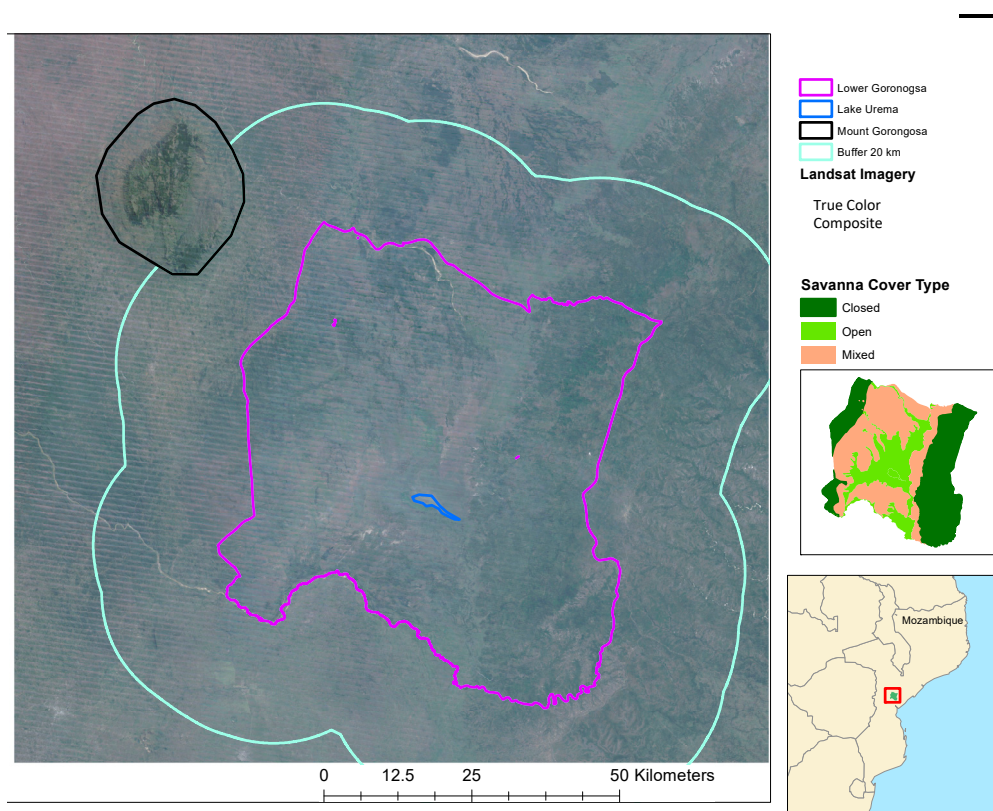 Lower Goronogsa
Lake Urema
Mount Gorongosa
Buffer 20 km
Landsat Imagery
True Color
Composite
Savanna Cover Type
Closed
Open
Mixed
Mozambique
0 12.5 25 50 Kilometers